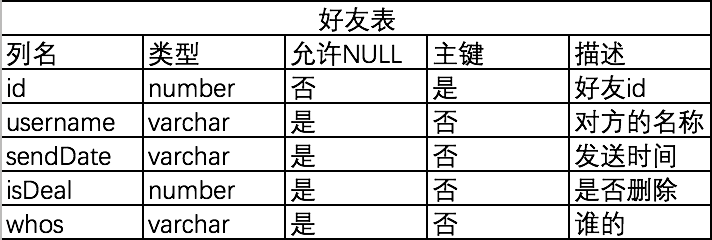 好友表
列名 类型 允许NULL 主键 描述
id number 否 是 好友id
username varchar 是 否 对方的名称
sendDate varchar 是 否 发送时间
isDeal number 是 否 是否删除
whos varchar 是 否 谁的